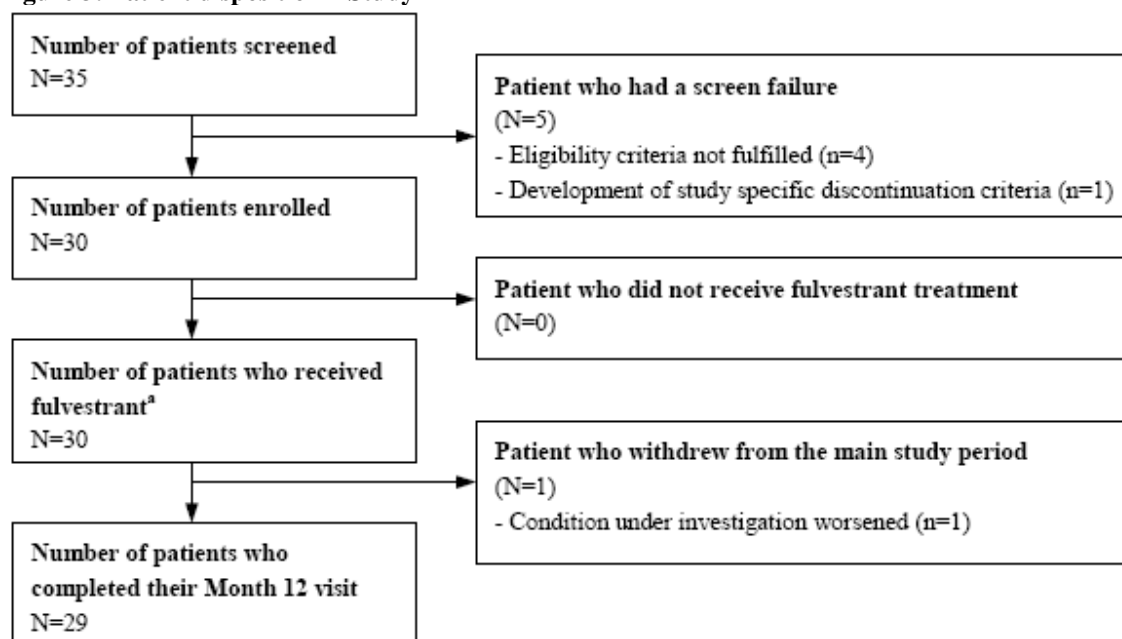 Number of patients screened
N=35
Patient who had a screen failure
(N=5)
- Eligibility criteria not fulfilled (n=4)
- Development of study specific discontinuation criteria (n=1)
Number of patients enrolled
N=30
Patient who did not receive fulvestrant treatment
(N=0)
Number of patients who received
fulvestrantᵃ
N=30
Patient who withdrew from the main study period
(N=1)
- Condition under investigation worsened (n=1)
Number of patients who
completed their Month 12 visit
N=29